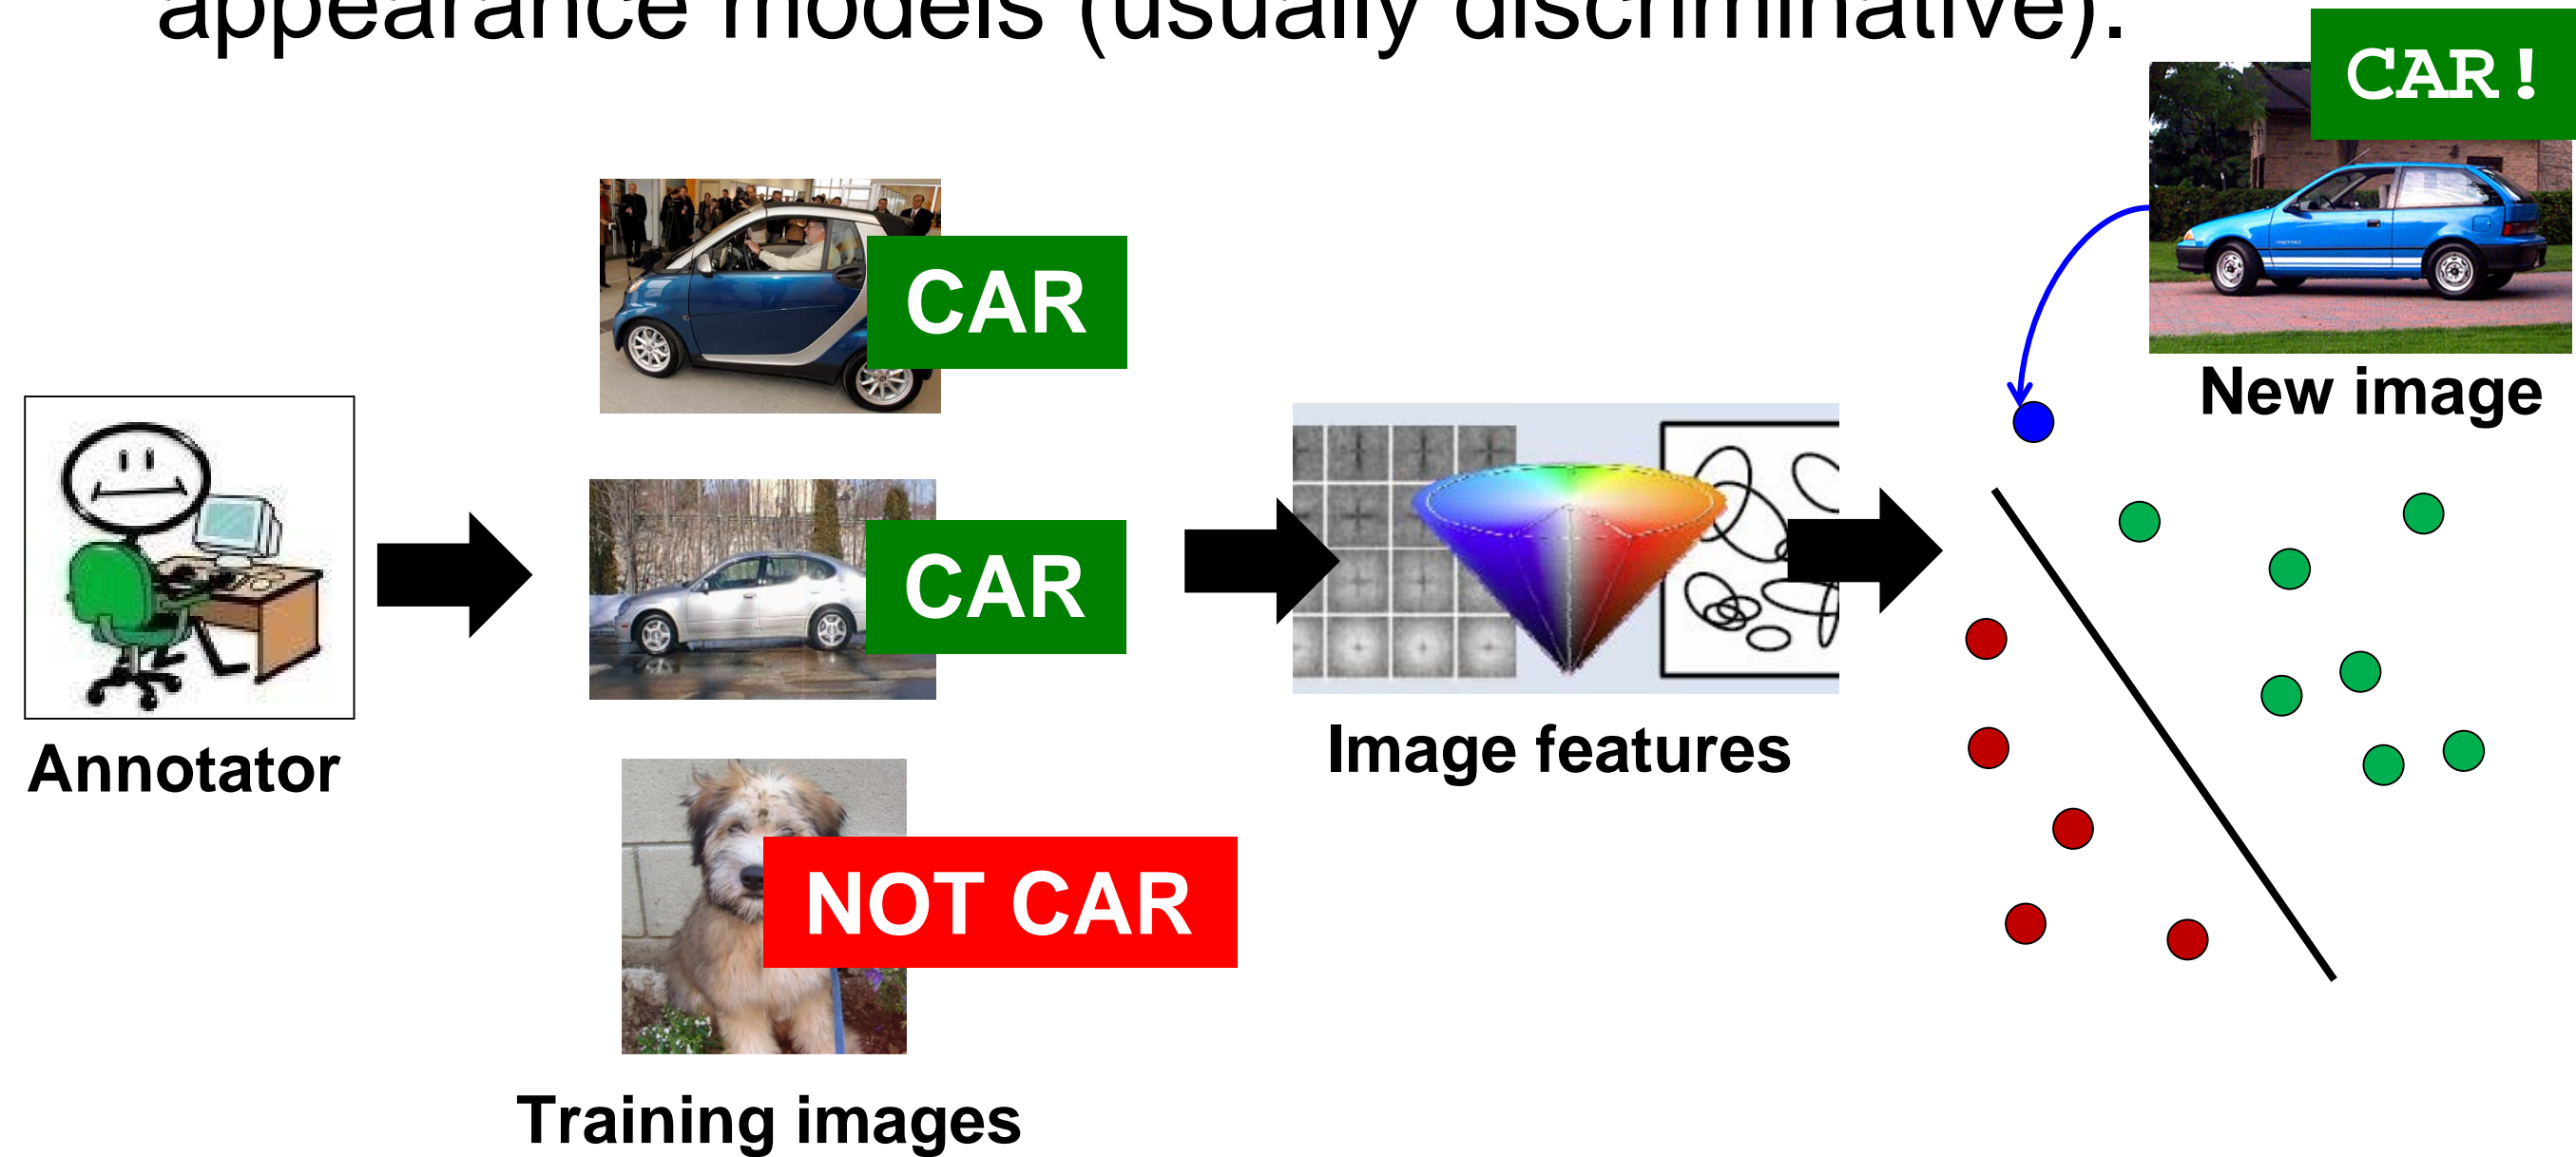 appearance models (usually discriminative).
CAR!
New image
CAR
CAR
NOT CAR
Annotator
Image features
Training images